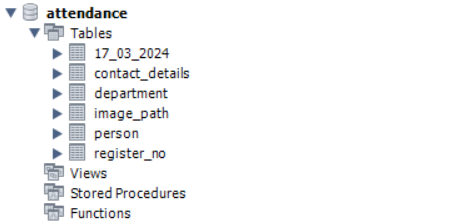 attendance
Tables
17_03_2024
contact_details
department
image_path
person
register_no
Views
Stored Procedures
Functions